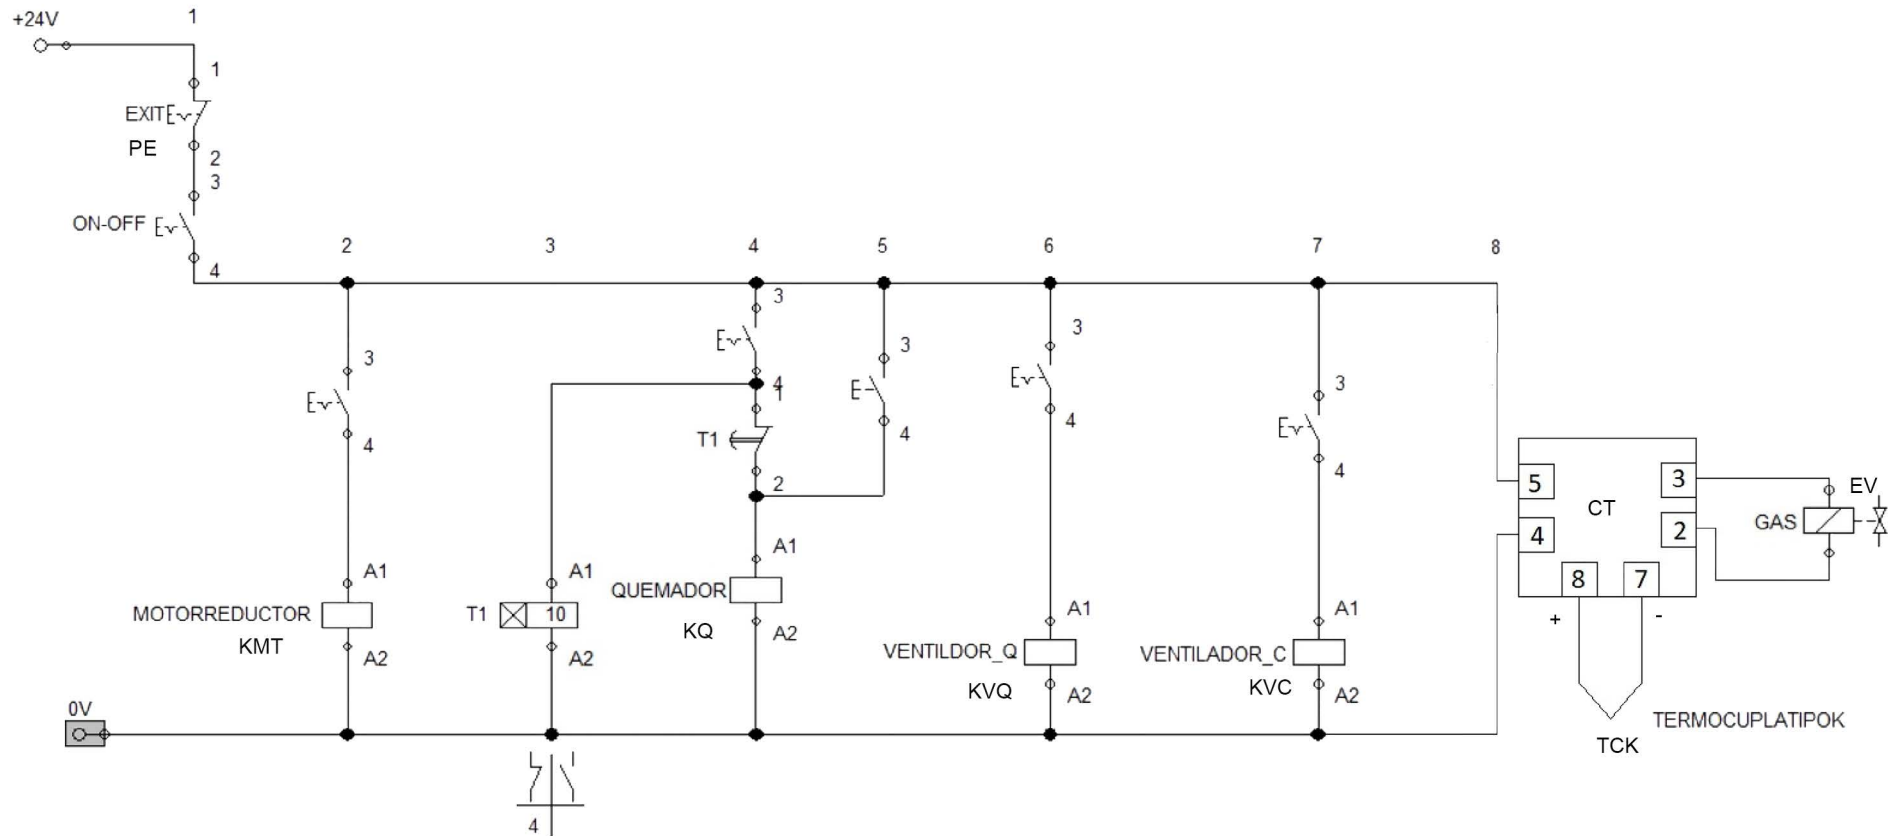 +24V
1
1
EXIT
PE
2
3
ON-OFF
4
2
3
4
5
6
7
8
3
3
3
3
3
4
1
4
4
4
4
T1
2
5
3
CT
EV
GAS
4
2
A1
A1
A1
A1
A1
8
7
+
-
MOTORREDUCTOR
KMT
T1
10
QUEMADOR
KQ
VENTILDOR_Q
KVQ
VENTILADOR_C
KVC
A2
A2
A2
A2
A2
TERMOCUPLATIPOK
TCK
0V
4